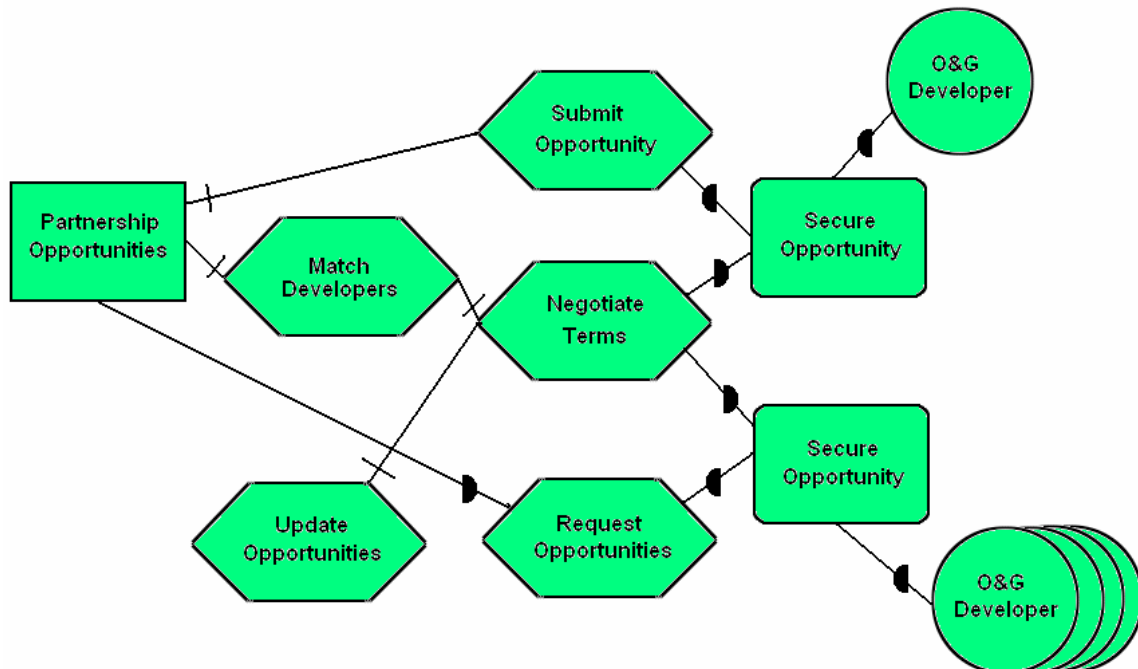 O&G
Developer
Submit
Opportunity
Partnership
Opportunities
Secure
Opportunity
Match
Developers
Negotiate
Terms
Secure
Opportunity
Update
Opportunities
Request
Opportunities
O&G
Developer